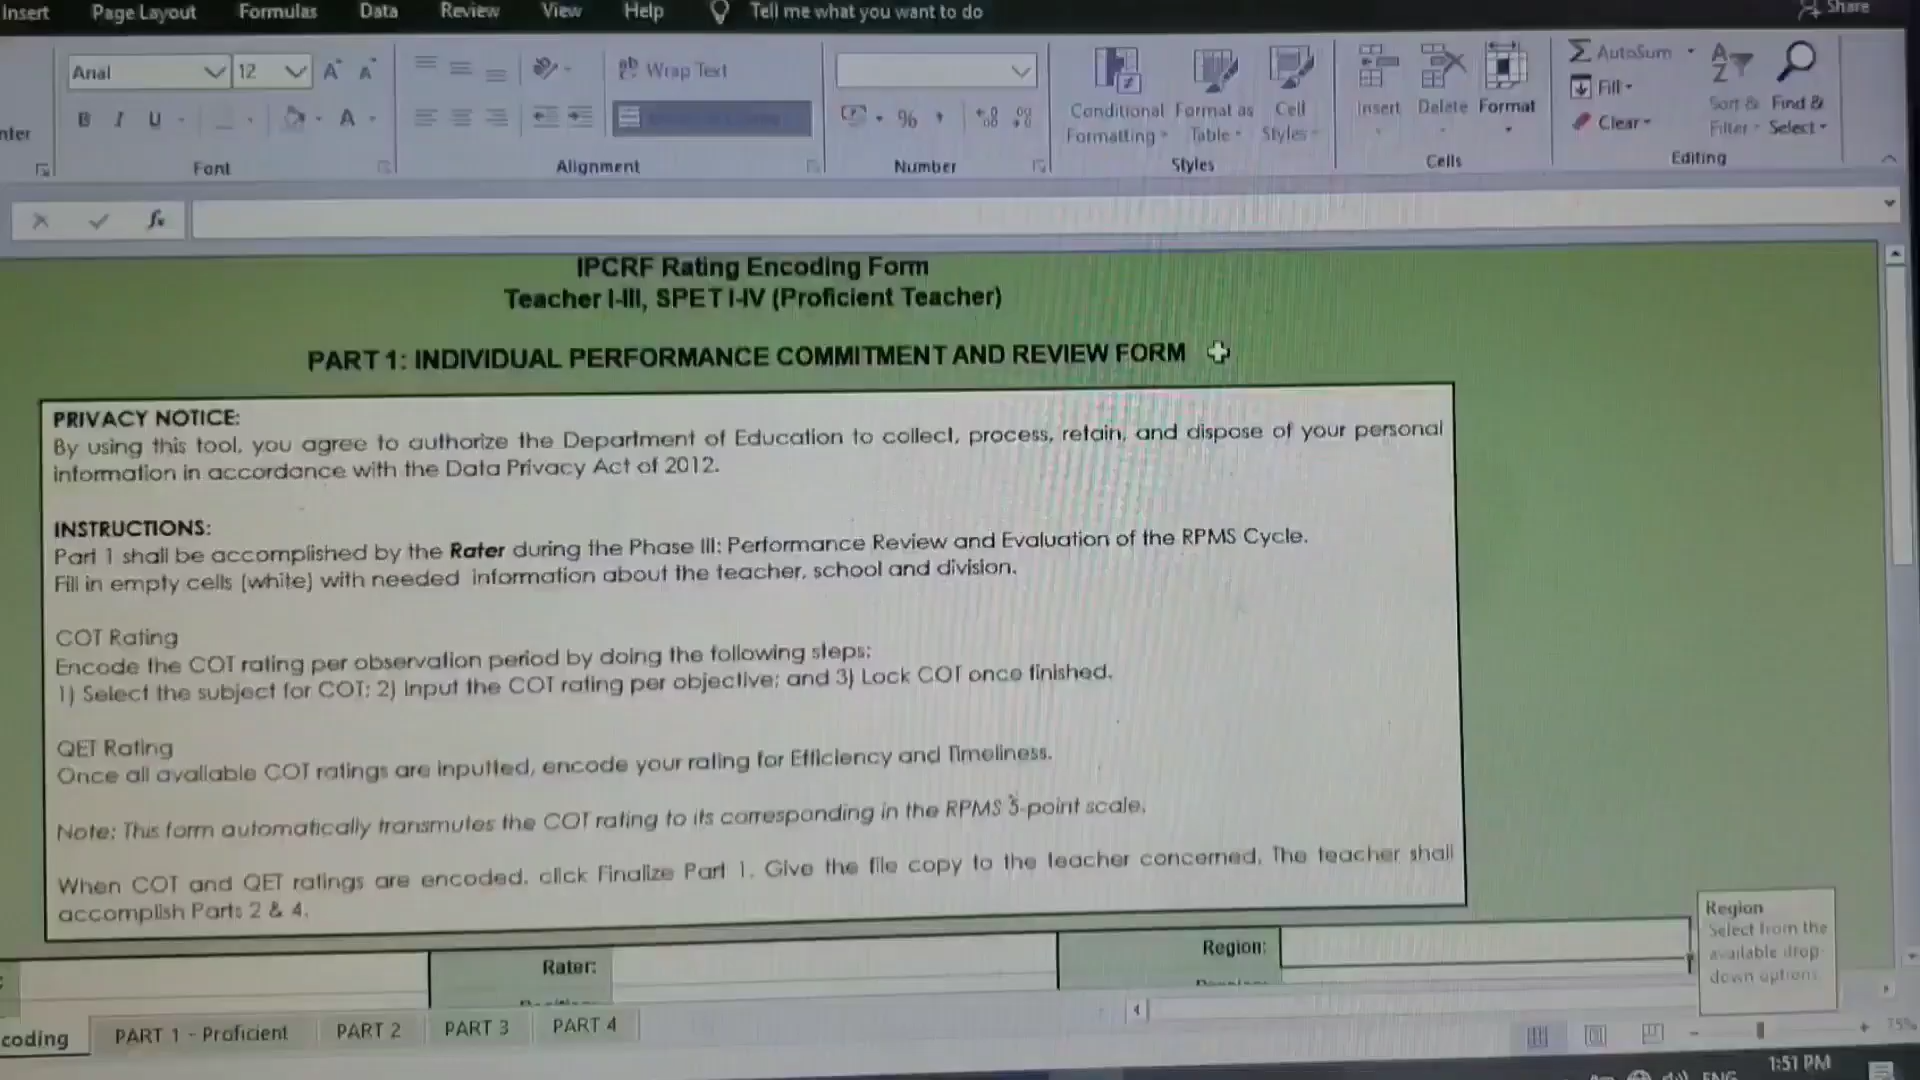 Insert Page Layout Formulas Data Review View Help Tell me what you want to do Share
Arial 12 A A Wrap Text
Conditional Formatting Format as Table Cell Styles Insert Delete Format AutoSum Fill Clear Sort & Filter Find & Select
B I U A %
Font Alignment Number Styles Cells Editing
fx
IPCRF Rating Encoding Form
Teacher I-III, SPET I-IV (Proficient Teacher)
PART 1: INDIVIDUAL PERFORMANCE COMMITMENT AND REVIEW FORM
PRIVACY NOTICE:
By using this tool, you agree to authorize the Department of Education to collect, process, retain, and dispose of your personal
information in accordance with the Data Privacy Act of 2012.
INSTRUCTIONS:
Part 1 shall be accomplished by the Rater during the Phase III: Performance Review and Evaluation of the RPMS Cycle.
Fill in empty cells (white) with needed information about the teacher, school and division.
COT Rating
Encode the COT rating per observation period by doing the following steps:
1) Select the subject for COT; 2) Input the COT rating per objective; and 3) Lock COT once finished.
QET Rating
Once all available COT ratings are inputted, encode your rating for Efficiency and Timeliness.
Note: This form automatically transmutes the COT rating to its corresponding in the RPMS 5-point scale.
When COT and QET ratings are encoded, click Finalize Part 1. Give the file copy to the teacher concerned. The teacher shall
accomplish Parts 2 & 4.
Rater: Region:
Region
Select from the
available drop
down options.
coding PART 1 - Proficient PART 2 PART 3 PART 4
75%
ENG 1:51 PM